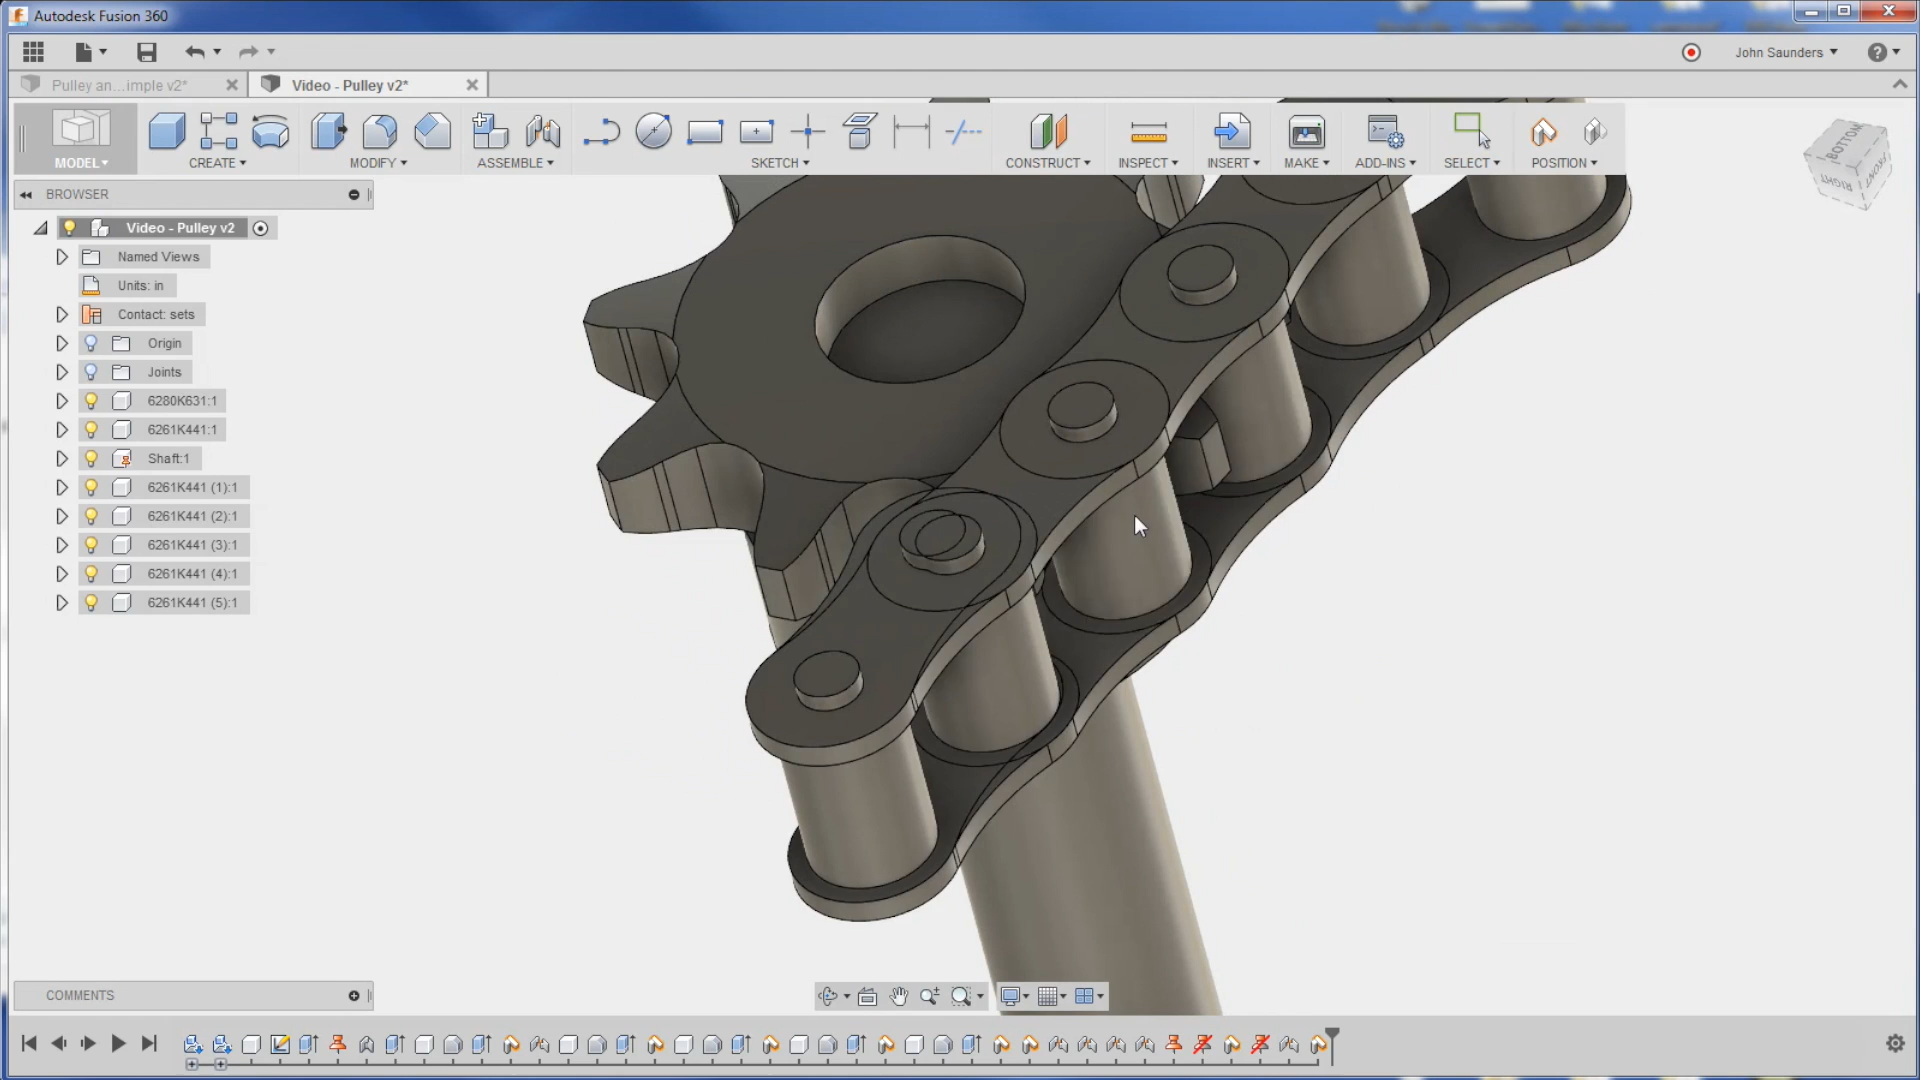 Autodesk Fusion 360
John Saunders
Pulley an...imple v2*
Video - Pulley v2*
MODEL
CREATE
MODIFY
ASSEMBLE
SKETCH
CONSTRUCT
INSPECT
INSERT
MAKE
ADD-INS
SELECT
POSITION
BOTTOM
RIGHT
FRONT
BROWSER
Video - Pulley v2
Named Views
Units: in
Contact: sets
Origin
Joints
6280K631:1
6261K441:1
Shaft:1
6261K441 (1):1
6261K441 (2):1
6261K441 (3):1
6261K441 (4):1
6261K441 (5):1
COMMENTS